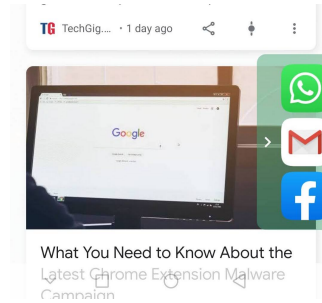 TG TechGig.... · 1 day ago
Google
What You Need to Know About the
Latest Chrome Extension Malware
Campaign